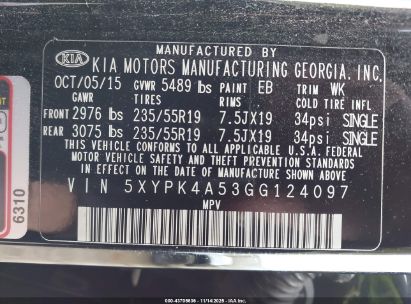 MANUFACTURED BY
KIA KIA MOTORS MANUFACTURING GEORGIA, INC.
OCT/05/15 GVWR 5489 lbs PAINT EB TRIM WK
GAWR TIRES RIMS COLD TIRE INFL
FRONT 2976 lbs 235/55R19 7.5JX19 34psi SINGLE
REAR 3075 lbs 235/55R19 7.5JX19 34psi SINGLE
THIS VEHICLE CONFORMS TO ALL APPLICABLE U.S.A. FEDERAL
MOTOR VEHICLE SAFETY AND BUMPER STANDARDS
IN EFFECT ON THE DATE OF MANUFACTURE SHOWN ABOVE.
VIN 5XYPK4A53GG124097
MPV
6310